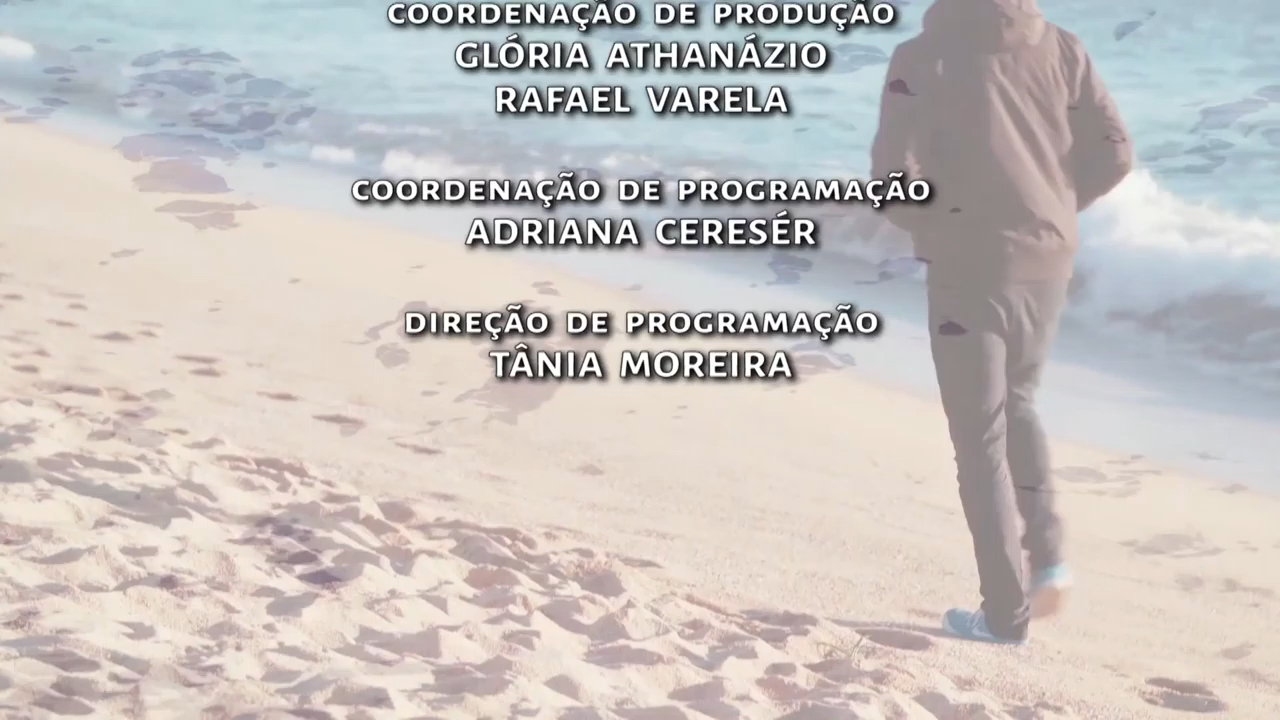 COORDENAÇÃO DE PRODUÇÃO
GLÓRIA ATHANÁZIO
RAFAEL VARELA
COORDENAÇÃO DE PROGRAMAÇÃO
ADRIANA CERESÉR
DIREÇÃO DE PROGRAMAÇÃO
TÂNIA MOREIRA